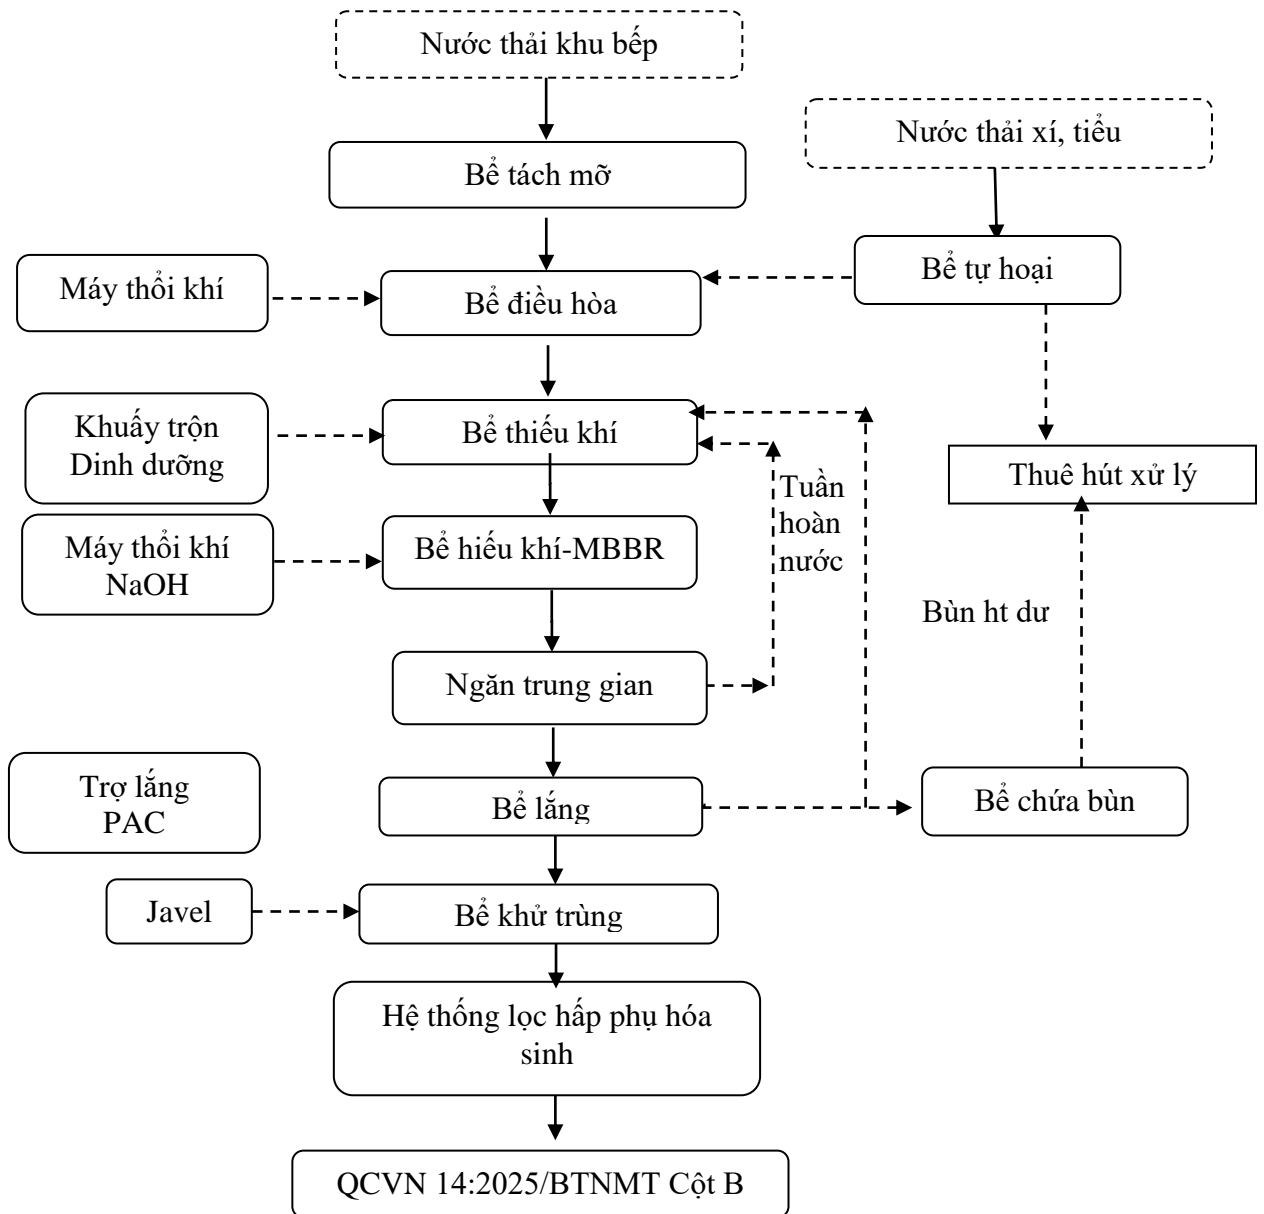 Nước thải khu bếp
Nước thải xí, tiểu
Bể tách mỡ
Bể tự hoại
Máy thổi khí
Bể điều hòa
Khuấy trộn
Dinh dưỡng
Bể thiếu khí
Thuê hút xử lý
Tuần
hoàn
nước
Máy thổi khí
NaOH
Bể hiếu khí-MBBR
Bùn ht dư
Ngăn trung gian
Trợ lắng
PAC
Bể lắng
Bể chứa bùn
Javel
Bể khử trùng
Hệ thống lọc hấp phụ hóa
sinh
QCVN 14:2025/BTNMT Cột B